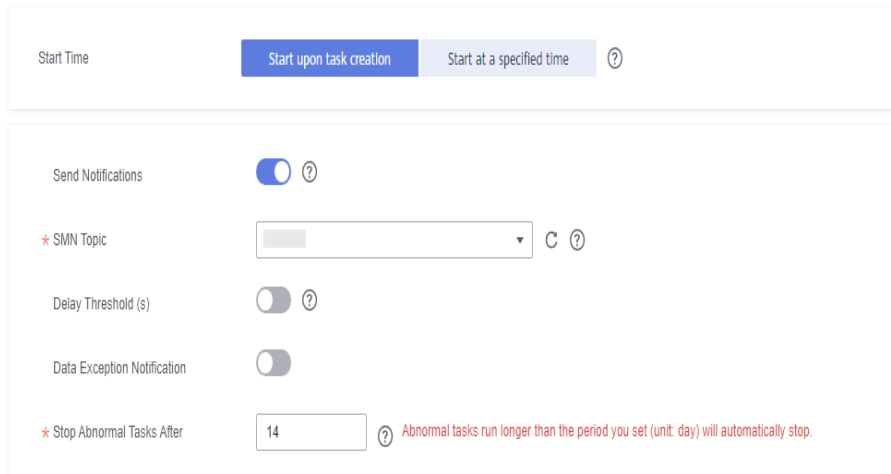 Start Time Start upon task creation Start at a specified time ?
Send Notifications ?
* SMN Topic ?
Delay Threshold (s) ?
Data Exception Notification
* Stop Abnormal Tasks After 14 ? Abnormal tasks run longer than the period you set (unit: day) will automatically stop.